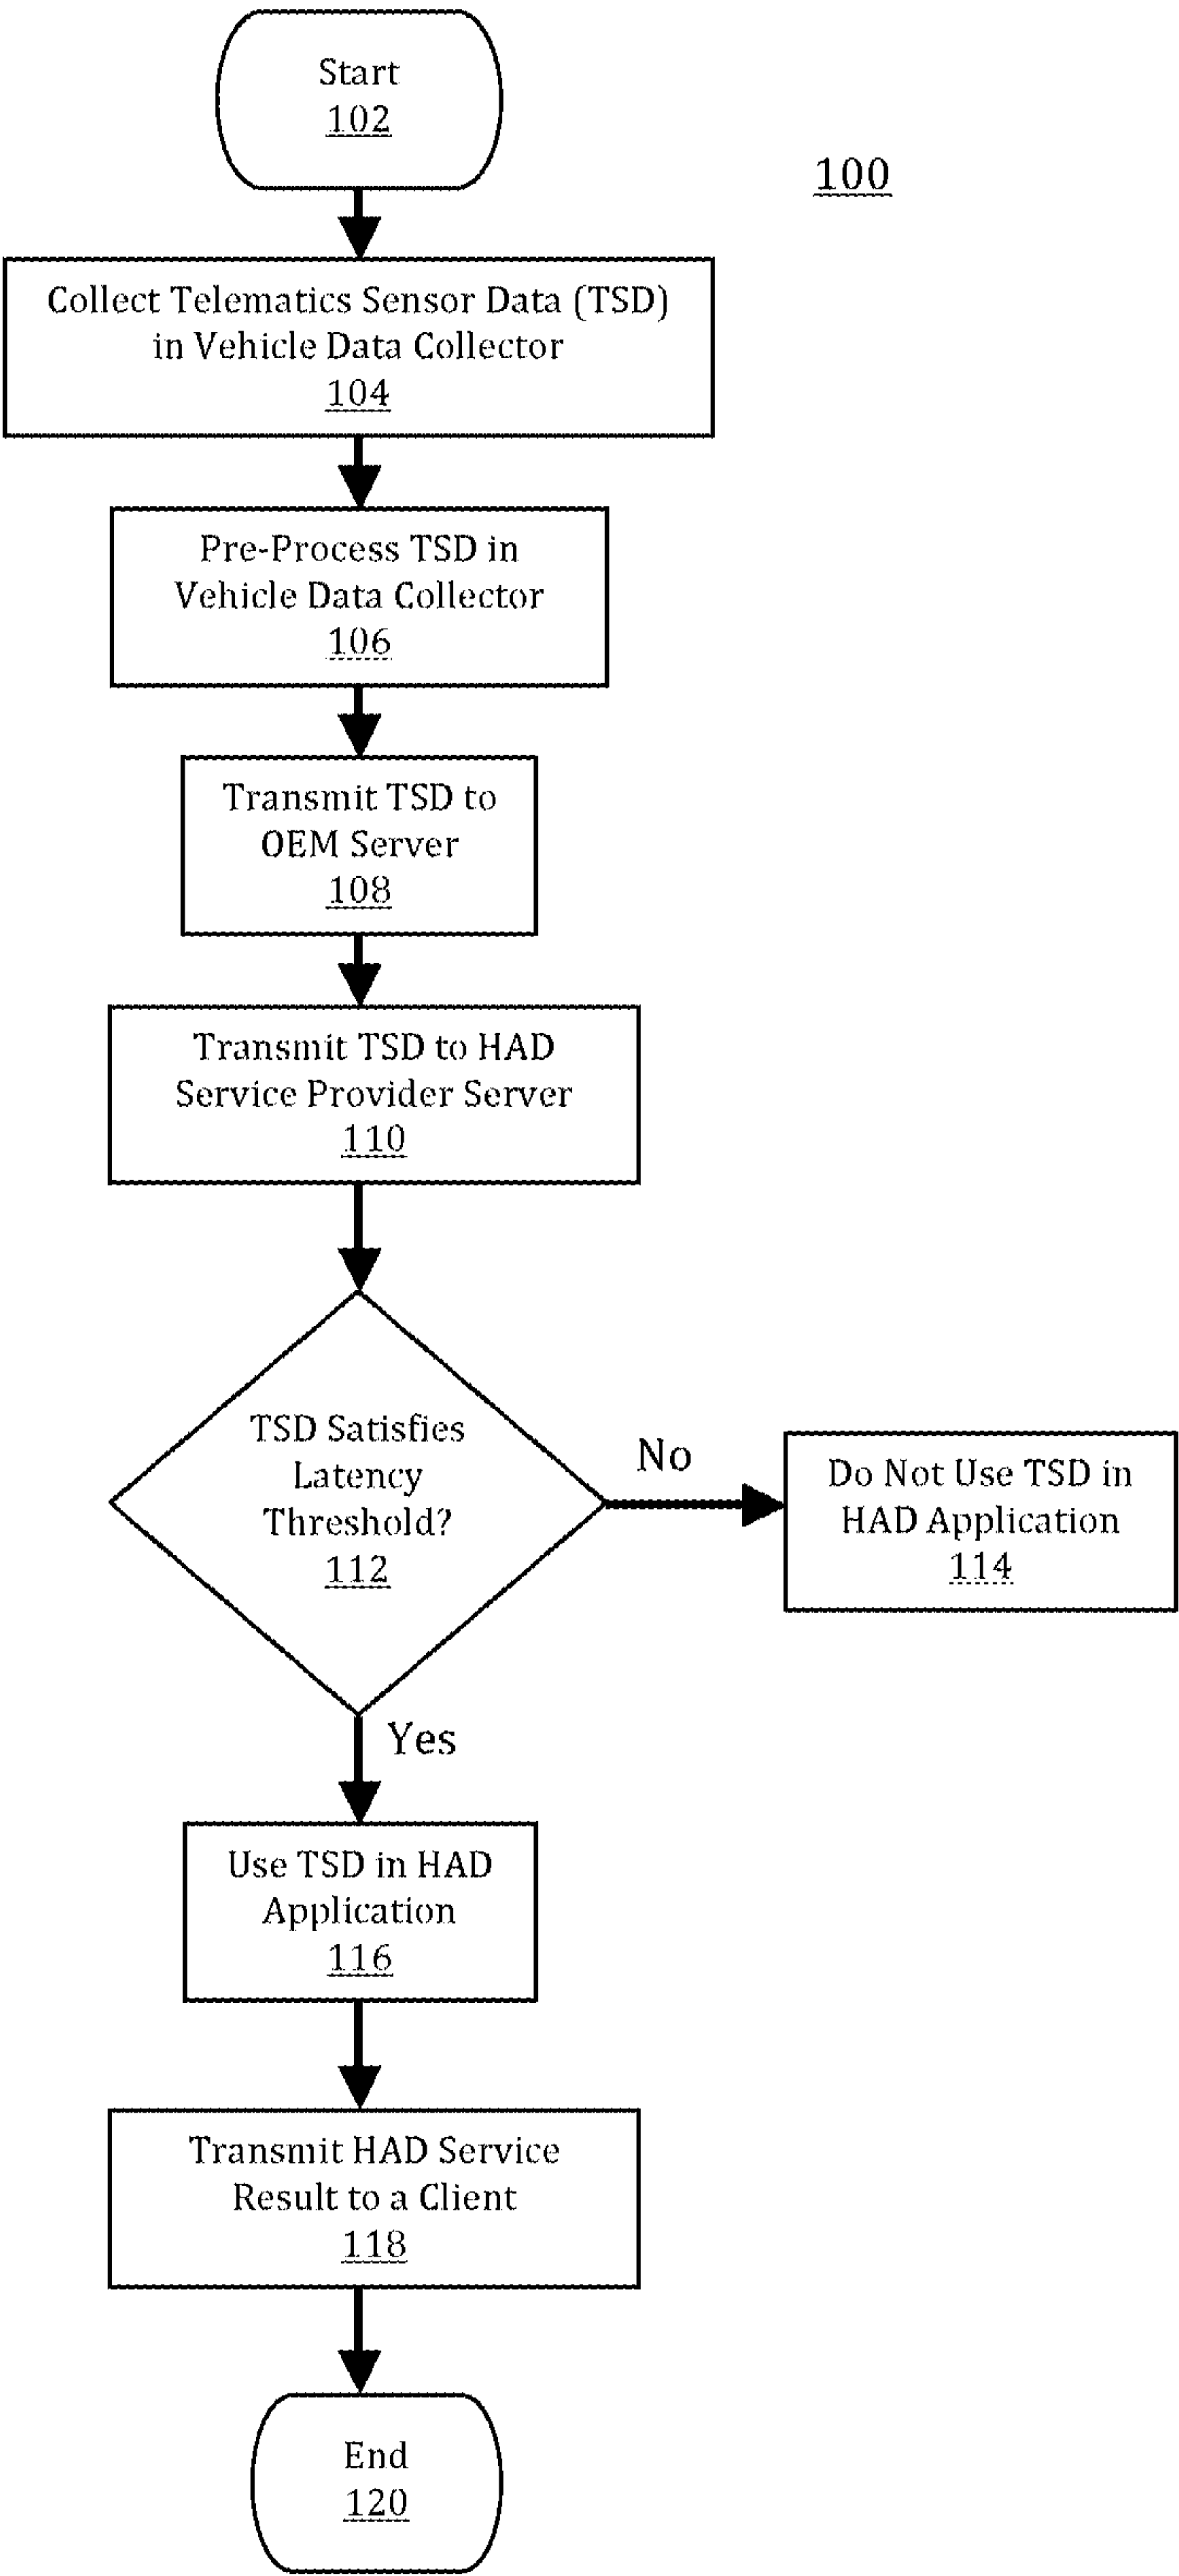 Start
102
100
Collect Telematics Sensor Data (TSD)
in Vehicle Data Collector
104
Pre-Process TSD in
Vehicle Data Collector
106
Transmit TSD to
OEM Server
108
Transmit TSD to HAD
Service Provider Server
110
TSD Satisfies
Latency
Threshold?
112
No
Do Not Use TSD in
HAD Application
114
Yes
Use TSD in HAD
Application
116
Transmit HAD Service
Result to a Client
118
End
120